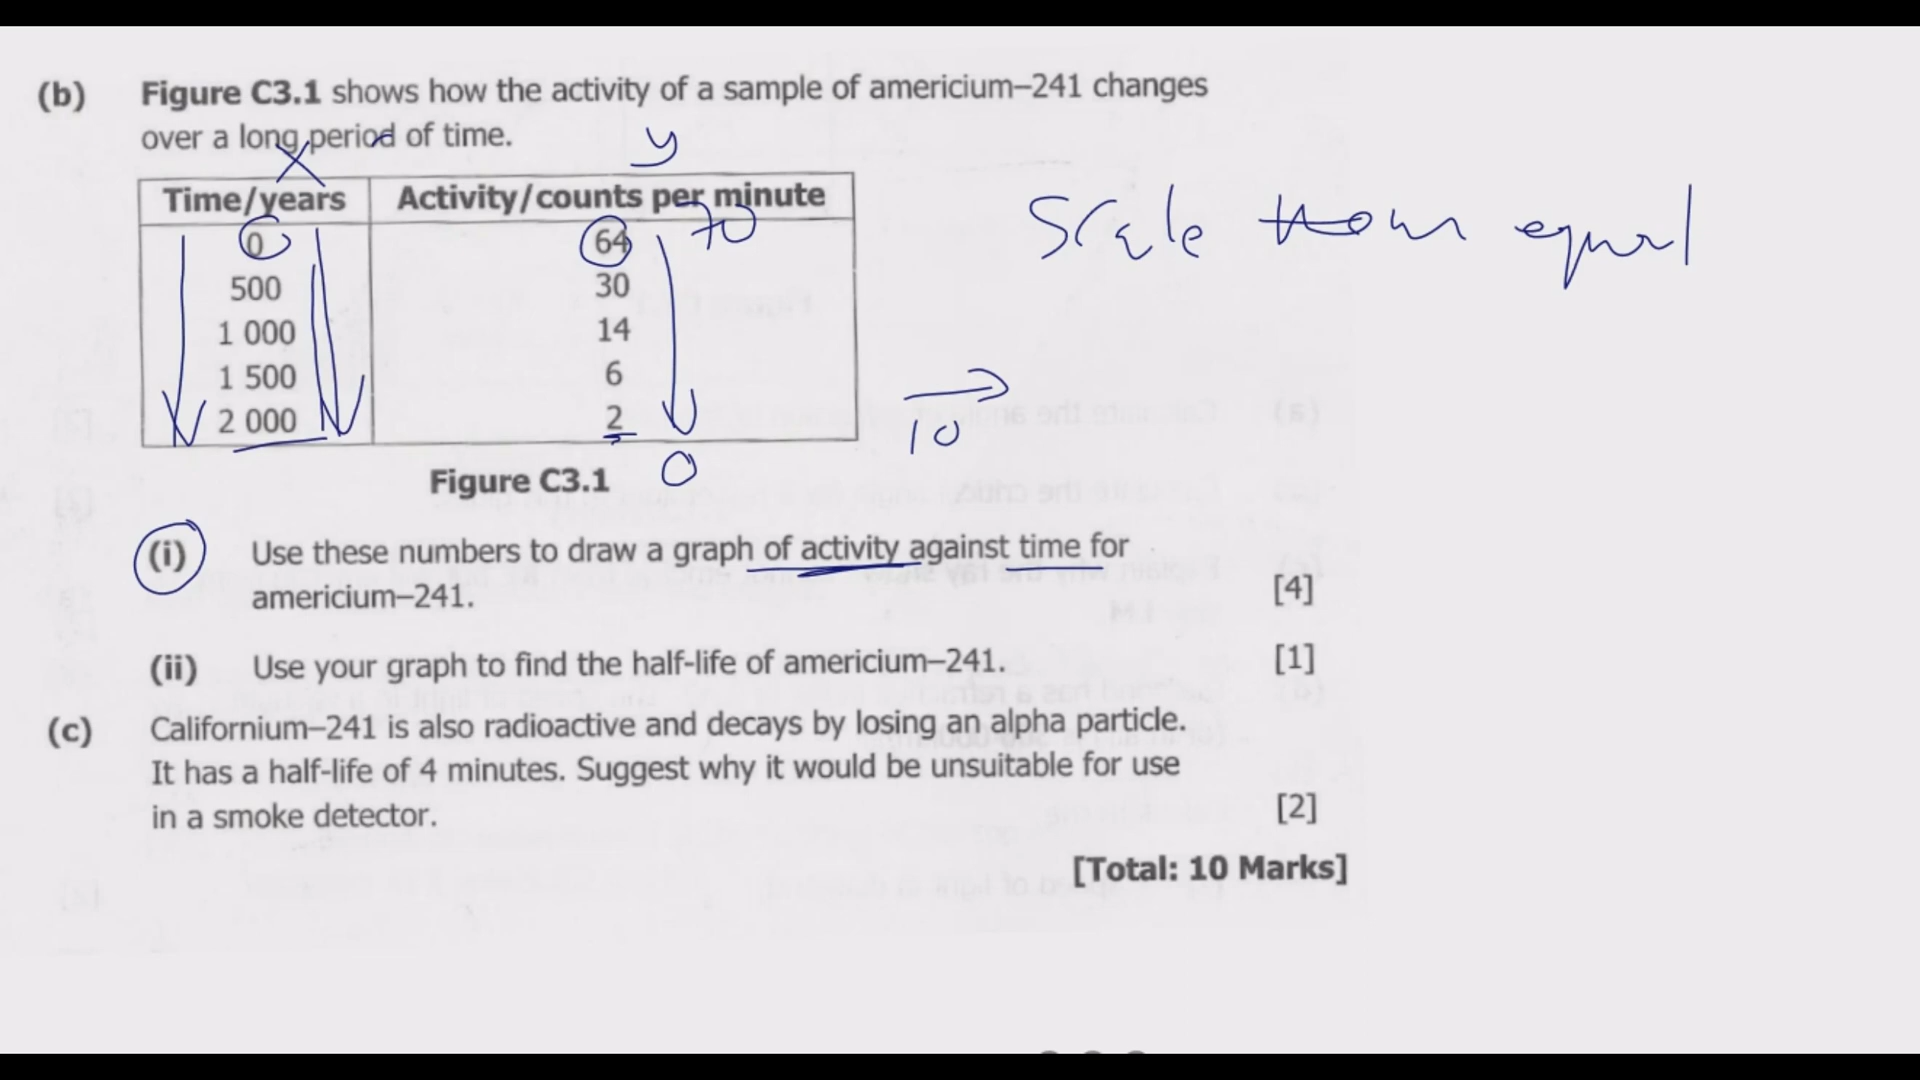 (b) Figure C3.1 shows how the activity of a sample of americium–241 changes
over a long period of time.
x y
Time/years Activity/counts per minute
0 64 70
500 30
1 000 14
1 500 6
2 000 2
0
10
Scale equal
Figure C3.1
(i) Use these numbers to draw a graph of activity against time for
americium–241. [4]
(ii) Use your graph to find the half-life of americium–241. [1]
(c) Californium–241 is also radioactive and decays by losing an alpha particle.
It has a half-life of 4 minutes. Suggest why it would be unsuitable for use
in a smoke detector. [2]
[Total: 10 Marks]